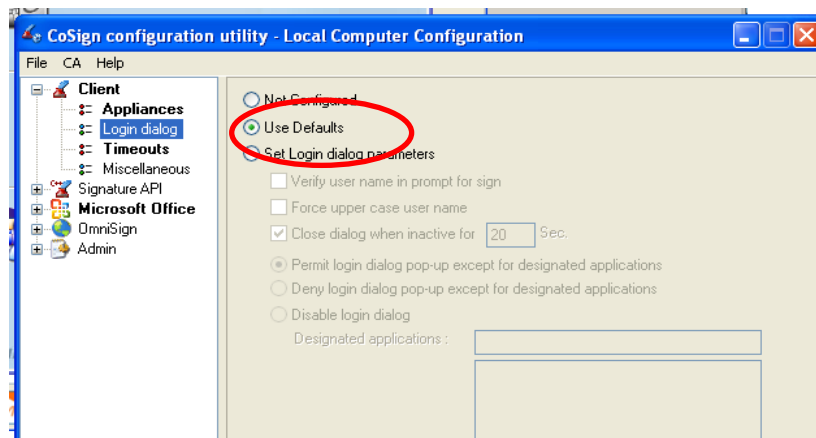 CoSign configuration utility - Local Computer Configuration
File CA Help
Client
Appliances
Login dialog
Timeouts
Miscellaneous
Signature API
Microsoft Office
OmniSign
Admin
Not Configured
Use Defaults
Set Login dialog parameters
Verify user name in prompt for sign
Force upper case user name
Close dialog when inactive for 20 Sec.
Permit login dialog pop-up except for designated applications
Deny login dialog pop-up except for designated applications
Disable login dialog
Designated applications :